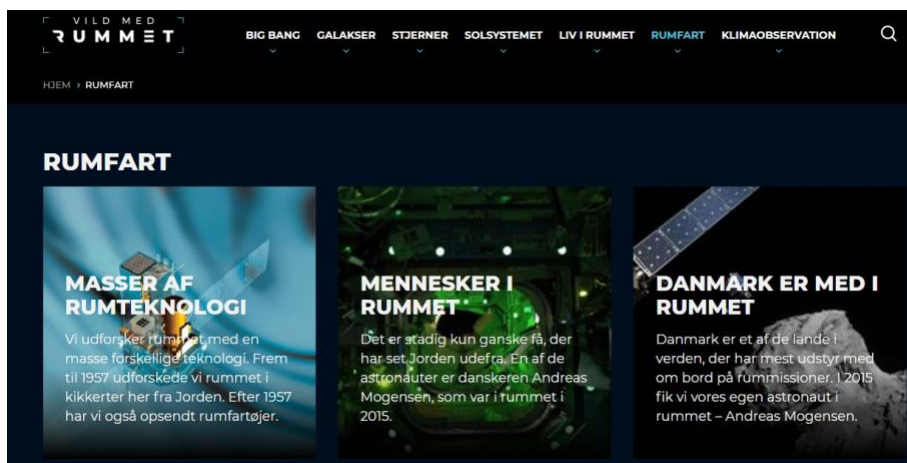 VILD MED
RUMMET
BIG BANG GALAKSER STJERNER SOLSYSTEMET LIV I RUMMET RUMFART KLIMAOBSERVATION
HJEM › RUMFART
RUMFART
MASSER AF
RUMTEKNOLOGI
Vi udforsker rummet med en
masse forskellige teknologi. Frem
til 1957 udforskede vi rummet i
kikkerter her fra Jorden. Efter 1957
har vi også opsendt rumfartøjer.
MENNESKER I
RUMMET
Det er stadig kun ganske få, der
har set Jorden udefra. En af de
astronauter er danskeren Andreas
Mogensen, som var i rummet i
2015.
DANMARK ER MED I
RUMMET
Danmark er et af de lande i
verden, der har mest udstyr med
om bord på rummissioner. I 2015
fik vi vores egen astronaut i
rummet – Andreas Mogensen.